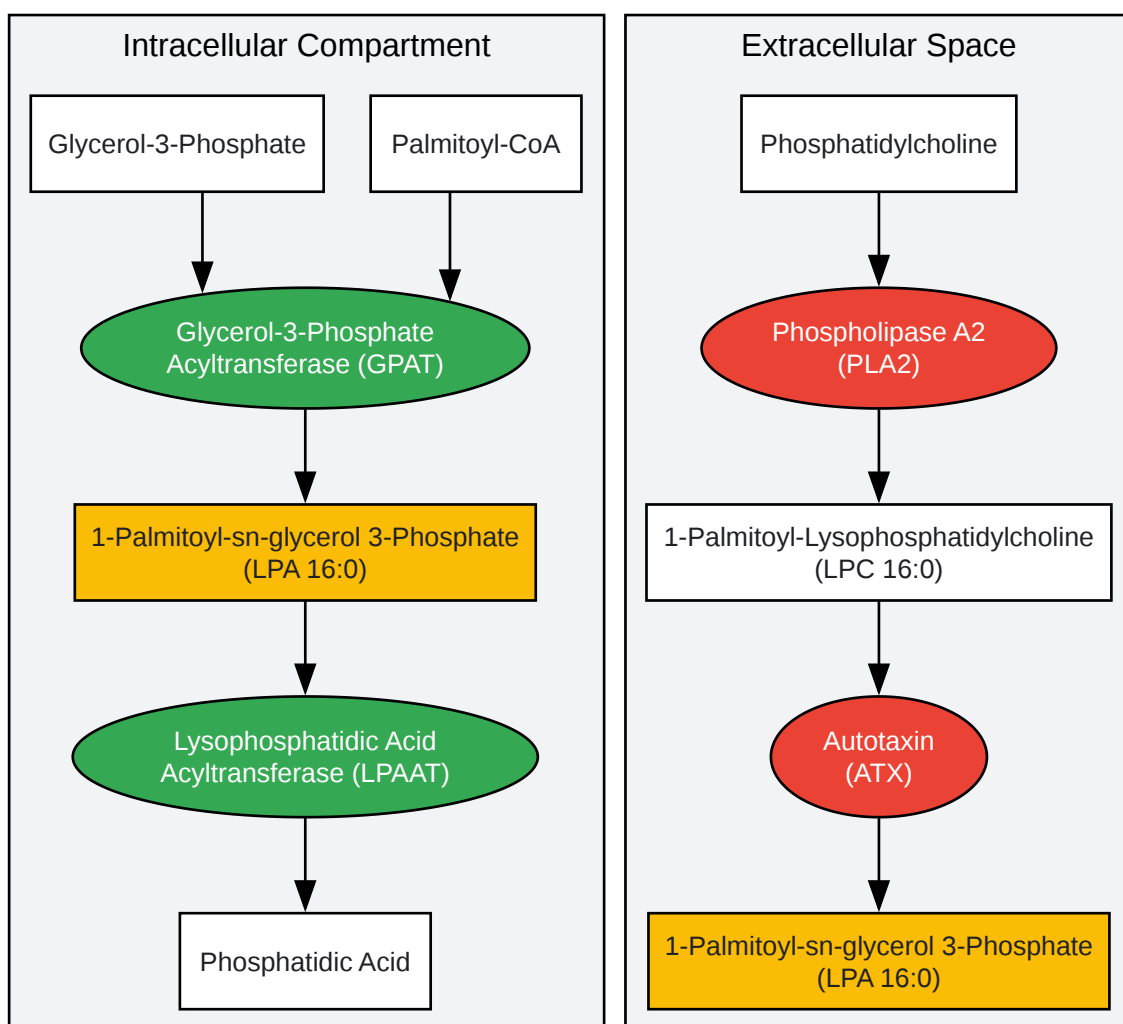 Intracellular Compartment
Glycerol-3-Phosphate
Palmitoyl-CoA
Glycerol-3-Phosphate
Acyltransferase (GPAT)
1-Palmitoyl-sn-glycerol 3-Phosphate
(LPA 16:0)
Lysophosphatidic Acid
Acyltransferase (LPAAT)
Phosphatidic Acid
Extracellular Space
Phosphatidylcholine
Phospholipase A2
(PLA2)
1-Palmitoyl-Lysophosphatidylcholine
(LPC 16:0)
Autotaxin
(ATX)
1-Palmitoyl-sn-glycerol 3-Phosphate
(LPA 16:0)